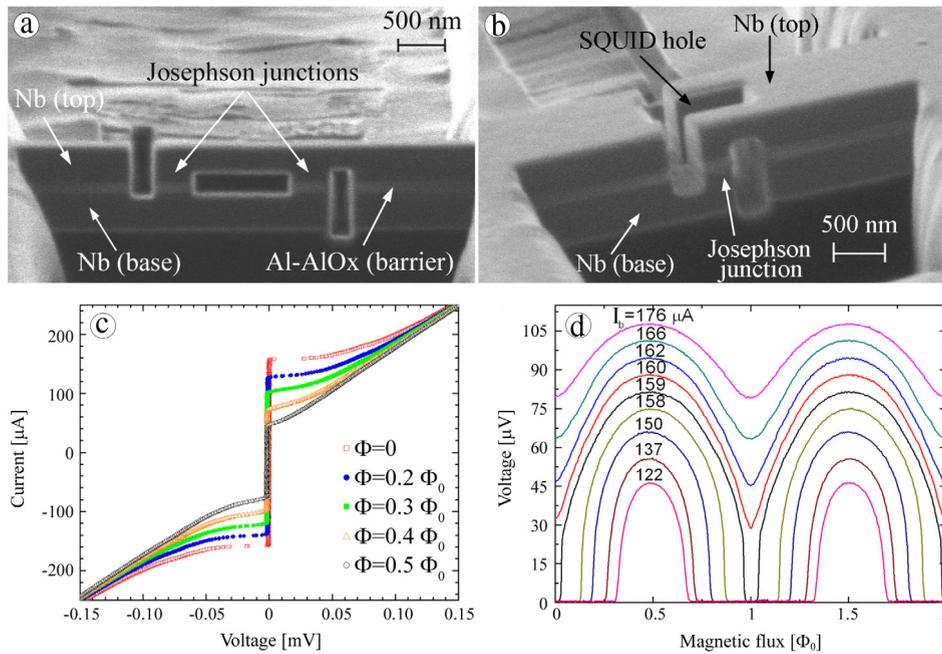 a
500 nm
Josephson junctions
Nb (top)
Nb (base)
Al-AlOx (barrier)
b
Nb (top)
SQUID hole
Nb (base)
Josephson
junction
500 nm
c
200
100
0
-100
-200
Current [µA]
Φ=0
Φ=0.2 Φ0
Φ=0.3 Φ0
Φ=0.4 Φ0
Φ=0.5 Φ0
-0.15 -0.10 -0.05 0 0.05 0.10 0.15
Voltage [mV]
d
Ib=176 µA
166
162
160
159
158
150
137
122
105
90
75
60
45
30
15
0
Voltage [µV]
0 0.5 1 1.5
Magnetic flux [Φ0]